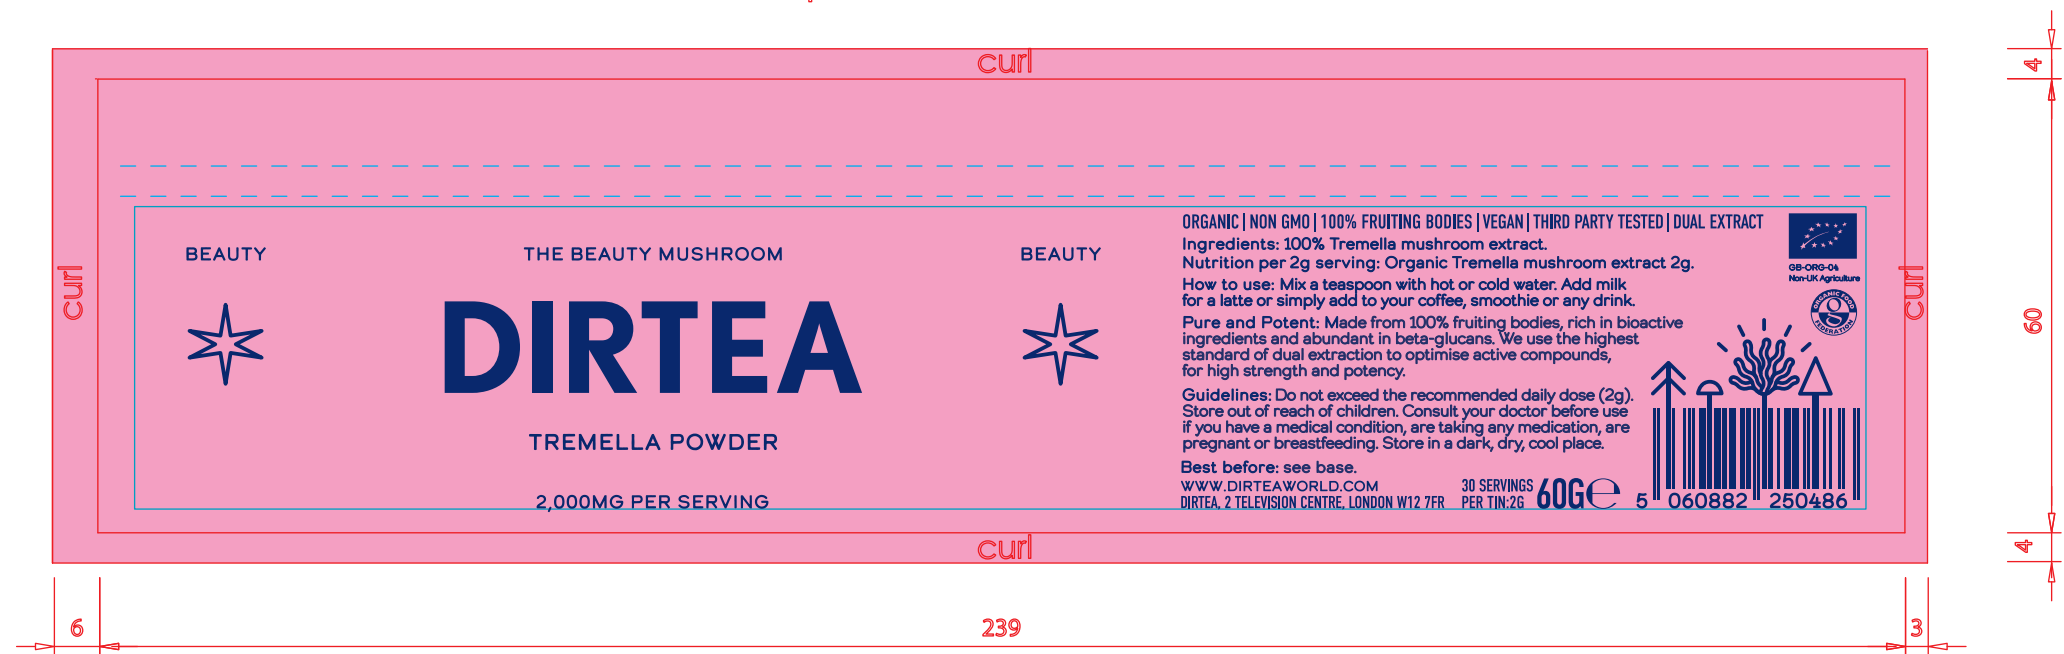 curl
4
BEAUTY
THE BEAUTY MUSHROOM
BEAUTY
DIRTEA
TREMELLA POWDER
2,000MG PER SERVING
ORGANIC | NON GMO | 100% FRUITING BODIES | VEGAN | THIRD PARTY TESTED | DUAL EXTRACT
Ingredients: 100% Tremella mushroom extract.
Nutrition per 2g serving: Organic Tremella mushroom extract 2g.
How to use: Mix a teaspoon with hot or cold water. Add milk
for a latte or simply add to your coffee, smoothie or any drink.
Pure and Potent: Made from 100% fruiting bodies, rich in bioactive
ingredients and abundant in beta-glucans. We use the highest
standard of dual extraction to optimise active compounds,
for high strength and potency.
Guidelines: Do not exceed the recommended daily dose (2g).
Store out of reach of children. Consult your doctor before use
if you have a medical condition, are taking any medication, are
pregnant or breastfeeding. Store in a dark, dry, cool place.
Best before: see base.
WWW.DIRTEAWORLD.COM
DIRTEA, 2 TELEVISION CENTRE, LONDON W12 7FR
30 SERVINGS
PER TIN:2G
60G℮
GB-ORG-04
Non-UK Agriculture
ORGANIC FOOD
FEDERATION
5 060882 250486
curl
curl
60
curl
4
6
239
3